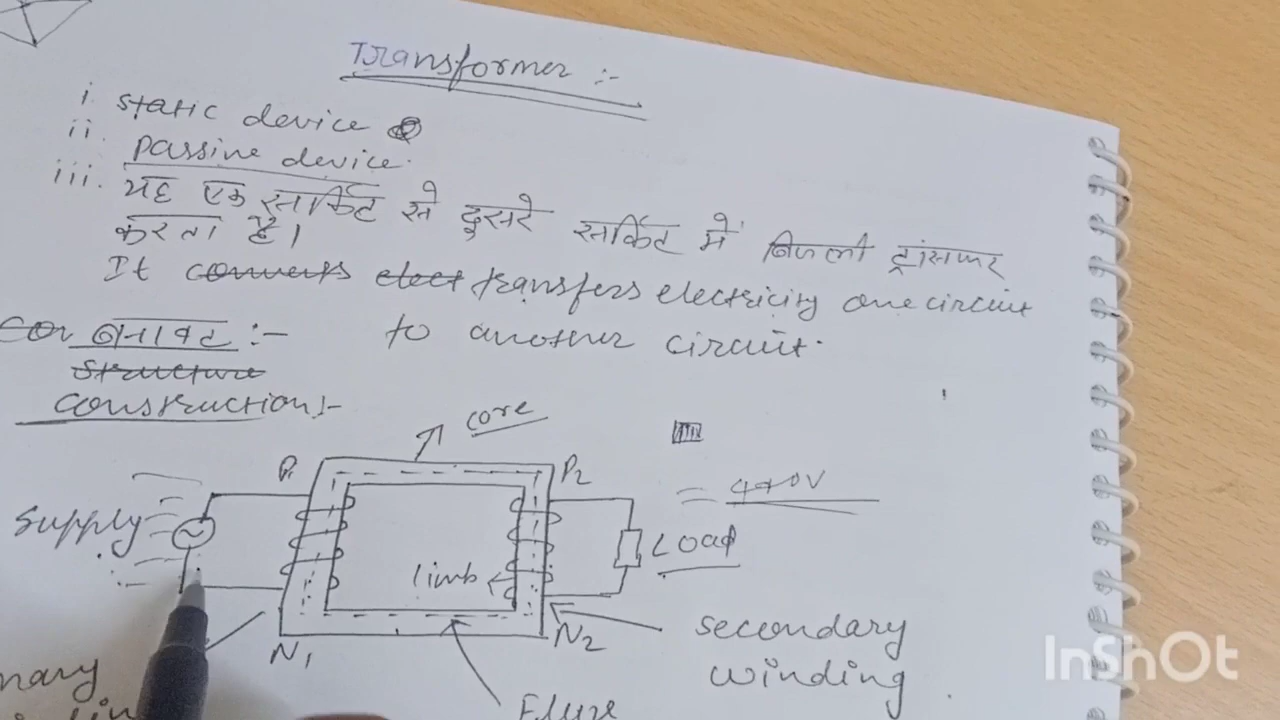 Transformer :-
i. static device
ii. Passive device.
iii. यह एक सर्किट से दुसरे सर्किट में बिजली ट्रांसफर
करता है।
It converts elect transfers electricity one circuit
to another circuit.
बनावट :-
Structure
Construction :-
core
P1
P2
= 440V
Supply
Load
limb
N1
N2
secondary
winding
Flux
InShOt